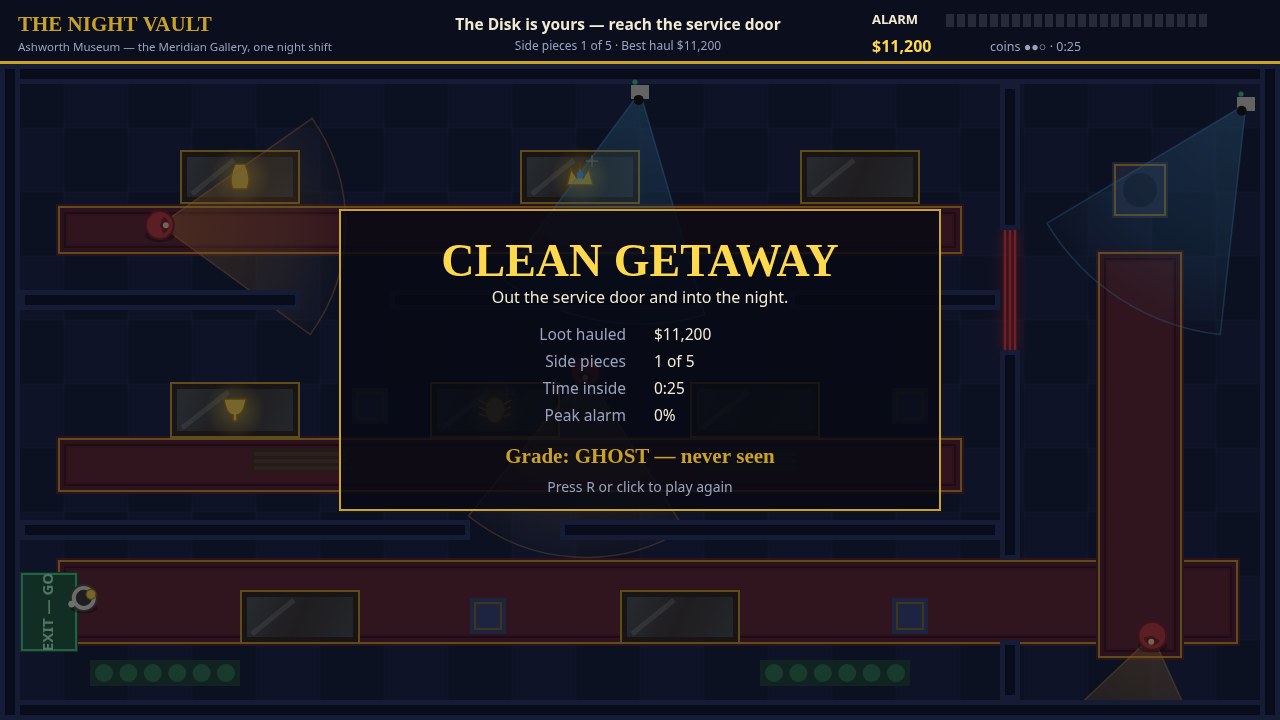 THE NIGHT VAULT
Ashworth Museum — the Meridian Gallery, one night shift
The Disk is yours — reach the service door
Side pieces 1 of 5 · Best haul $11,200
ALARM
$11,200
coins ●●○ · 0:25
CLEAN GETAWAY
Out the service door and into the night.
Loot hauled $11,200
Side pieces 1 of 5
Time inside 0:25
Peak alarm 0%
Grade: GHOST — never seen
Press R or click to play again
EXIT — GO